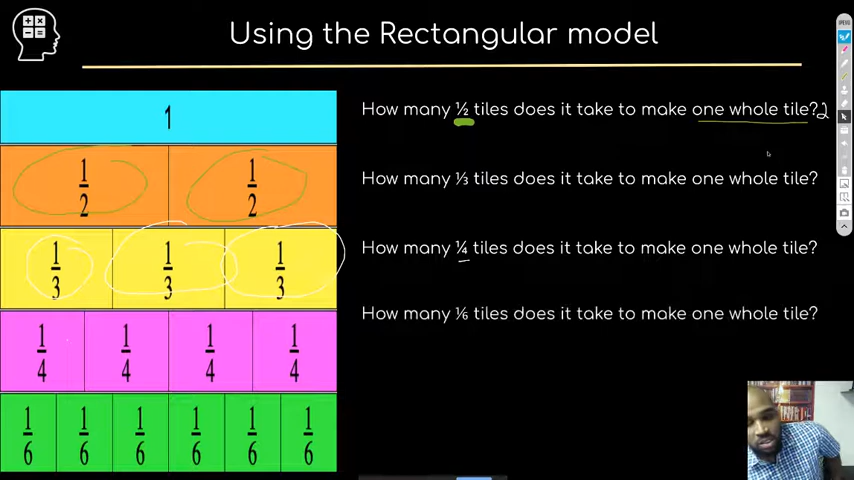 Using the Rectangular model
1
1/2 1/2
1/3 1/3 1/3
1/4 1/4 1/4 1/4
1/6 1/6 1/6 1/6 1/6 1/6
How many ½ tiles does it take to make one whole tile? 2
How many ⅓ tiles does it take to make one whole tile?
How many ¼ tiles does it take to make one whole tile?
How many ⅙ tiles does it take to make one whole tile?